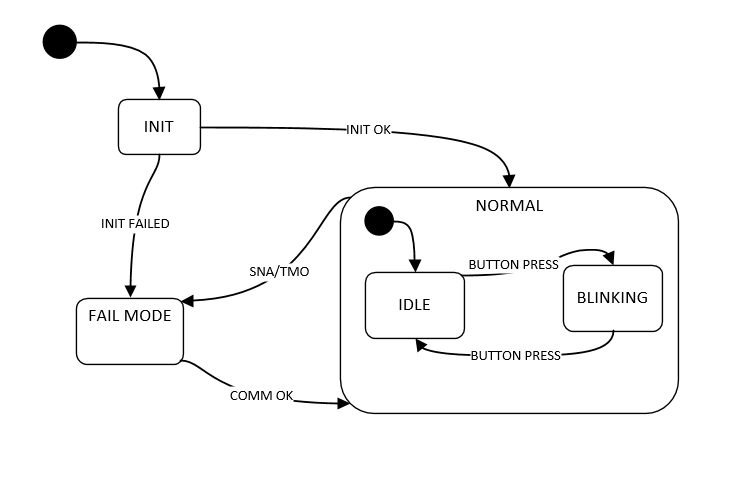 INIT
INIT OK
NORMAL
INIT FAILED
BUTTON PRESS
SNA/TMO
IDLE
BLINKING
FAIL MODE
BUTTON PRESS
COMM OK